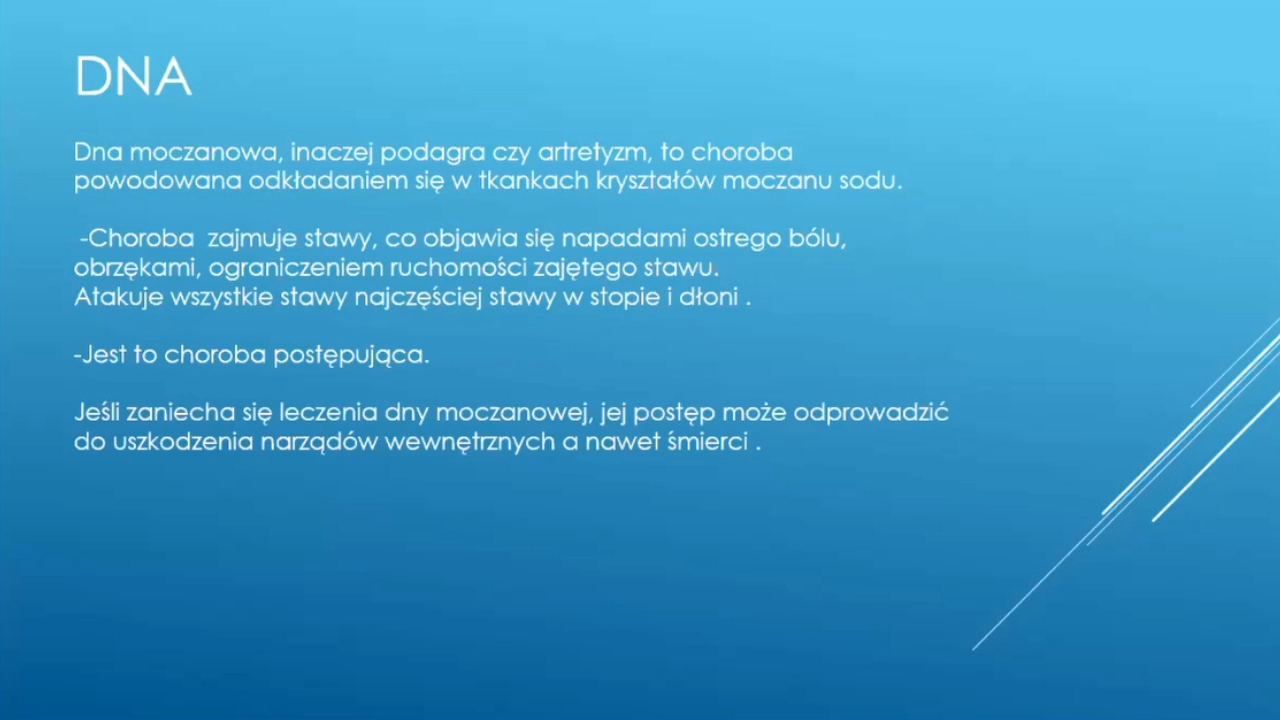 DNA
Dna moczanowa, inaczej podagra czy artretyzm, to choroba
powodowana odkładaniem się w tkankach kryształów moczanu sodu.
-Choroba  zajmuje stawy, co objawia się napadami ostrego bólu,
obrzękami, ograniczeniem ruchomości zajętego stawu.
Atakuje wszystkie stawy najczęściej stawy w stopie i dłoni .
-Jest to choroba postępująca.
Jeśli zaniecha się leczenia dny moczanowej, jej postęp może odprowadzić
do uszkodzenia narządów wewnętrznych a nawet śmierci .